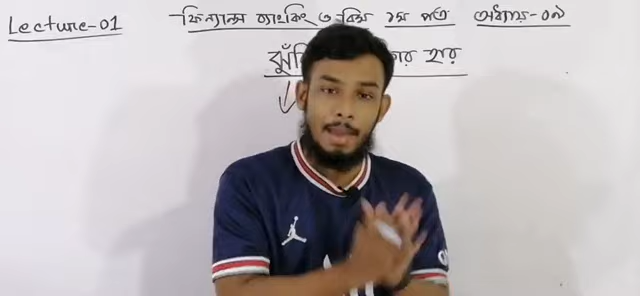 Lecture-01
ফিন্যান্স ব্যাংকিং ও বিমা ১ম পত্র অধ্যায়-০৯
হার